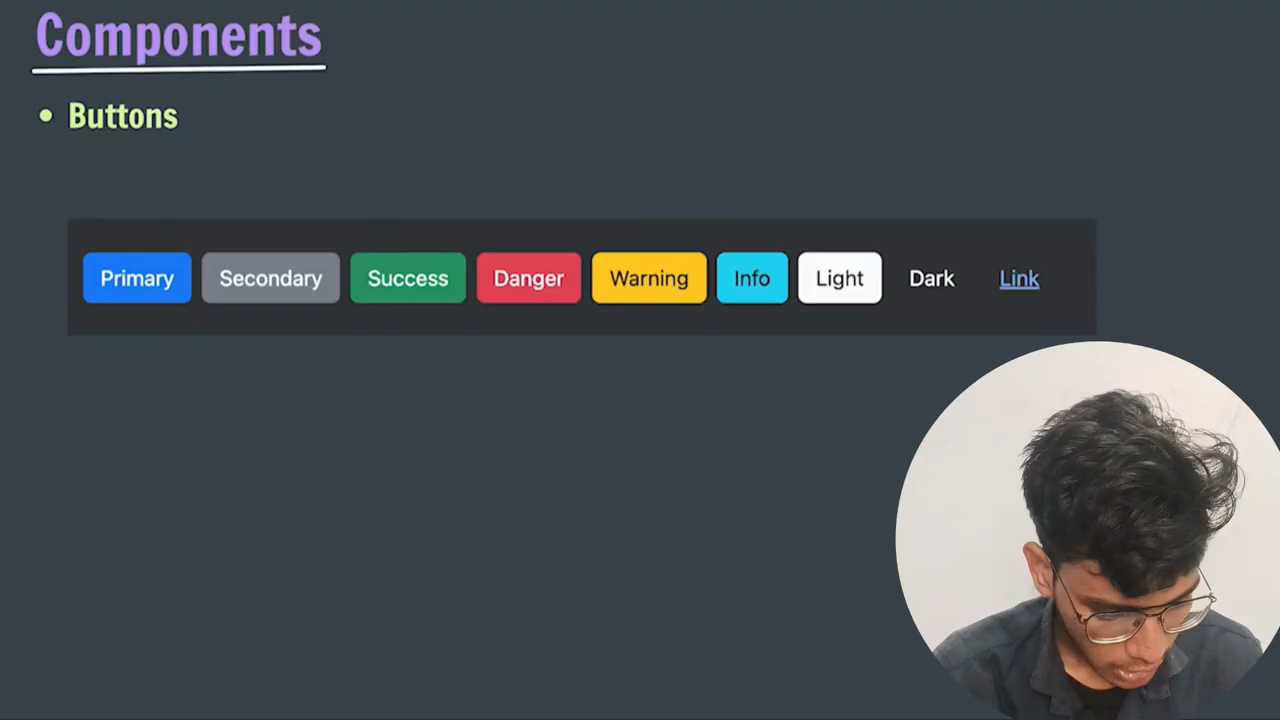 Components
• Buttons
Primary Secondary Success Danger Warning Info Light Dark Link